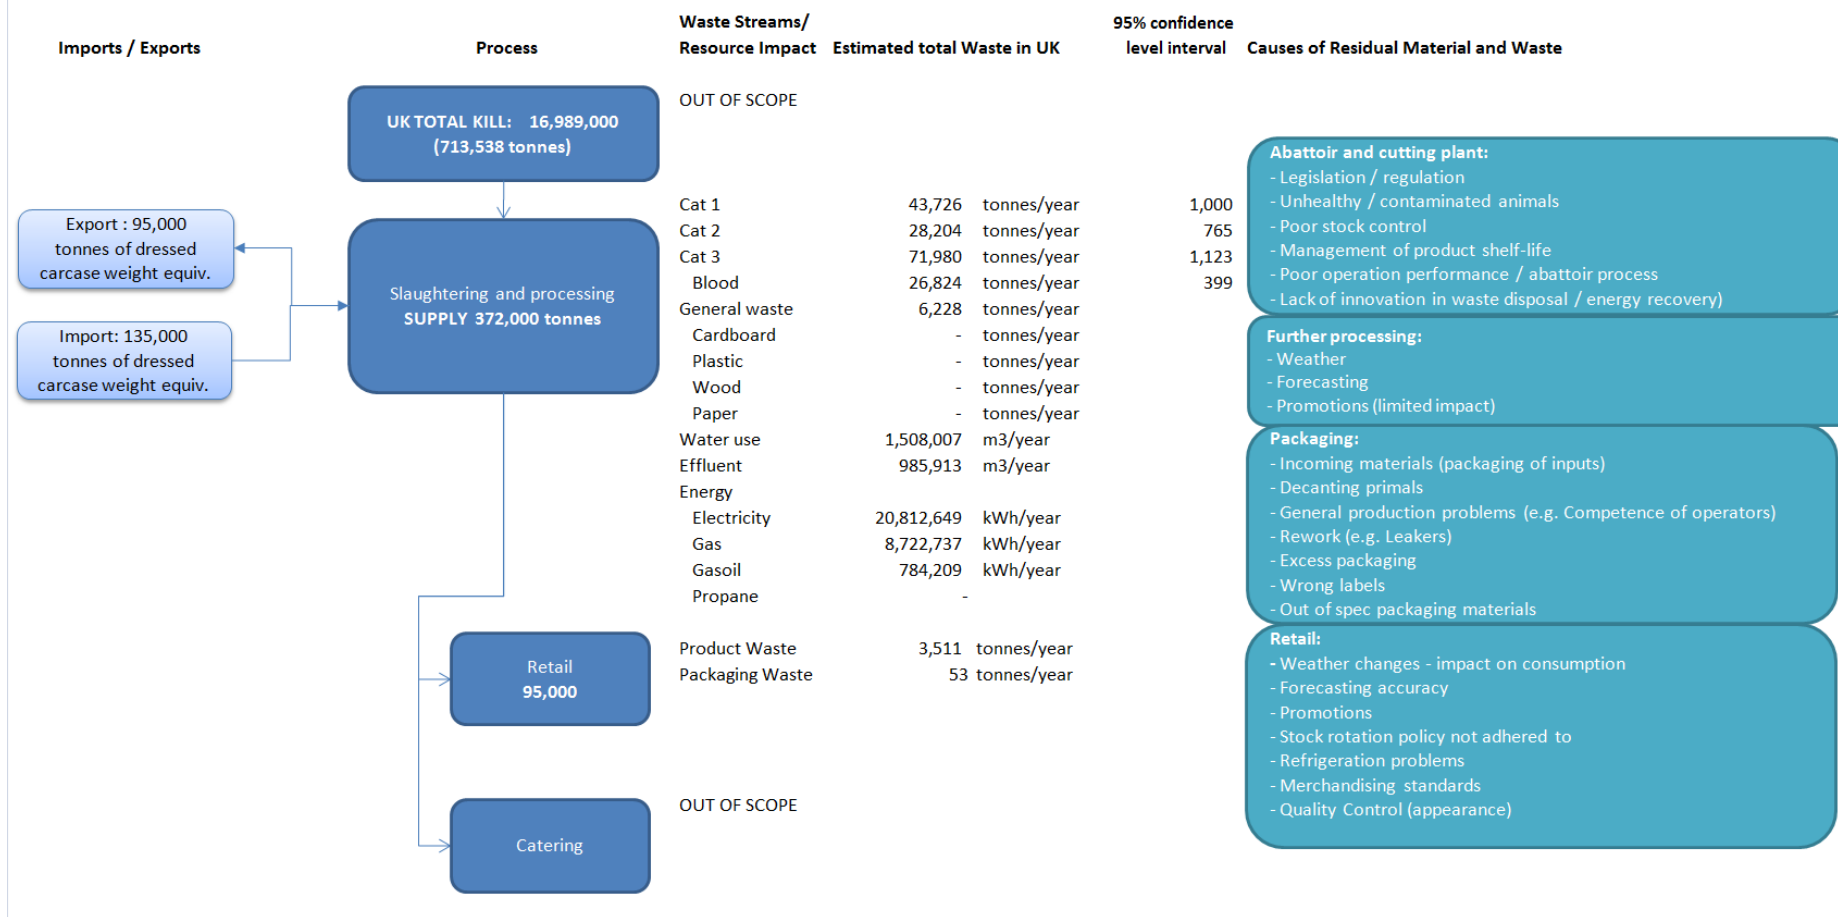 Imports / Exports
Process
Waste Streams/
Resource Impact
Estimated total Waste in UK
95% confidence
level interval
Causes of Residual Material and Waste
UK TOTAL KILL: 16,989,000
(713,538 tonnes)
OUT OF SCOPE
Export : 95,000
tonnes of dressed
carcase weight equiv.
Import: 135,000
tonnes of dressed
carcase weight equiv.
Slaughtering and processing
SUPPLY 372,000 tonnes
Cat 1 43,726 tonnes/year 1,000
Cat 2 28,204 tonnes/year 765
Cat 3 71,980 tonnes/year 1,123
Blood 26,824 tonnes/year 399
General waste 6,228 tonnes/year
Cardboard - tonnes/year
Plastic - tonnes/year
Wood - tonnes/year
Paper - tonnes/year
Water use 1,508,007 m3/year
Effluent 985,913 m3/year
Energy
Electricity 20,812,649 kWh/year
Gas 8,722,737 kWh/year
Gasoil 784,209 kWh/year
Propane -
Retail
95,000
Product Waste 3,511 tonnes/year
Packaging Waste 53 tonnes/year
Catering
OUT OF SCOPE
Abattoir and cutting plant:
- Legislation / regulation
- Unhealthy / contaminated animals
- Poor stock control
- Management of product shelf-life
- Poor operation performance / abattoir process
- Lack of innovation in waste disposal / energy recovery)
Further processing:
- Weather
- Forecasting
- Promotions (limited impact)
Packaging:
- Incoming materials (packaging of inputs)
- Decanting primals
- General production problems (e.g. Competence of operators)
- Rework (e.g. Leakers)
- Excess packaging
- Wrong labels
- Out of spec packaging materials
Retail:
- Weather changes - impact on consumption
- Forecasting accuracy
- Promotions
- Stock rotation policy not adhered to
- Refrigeration problems
- Merchandising standards
- Quality Control (appearance)